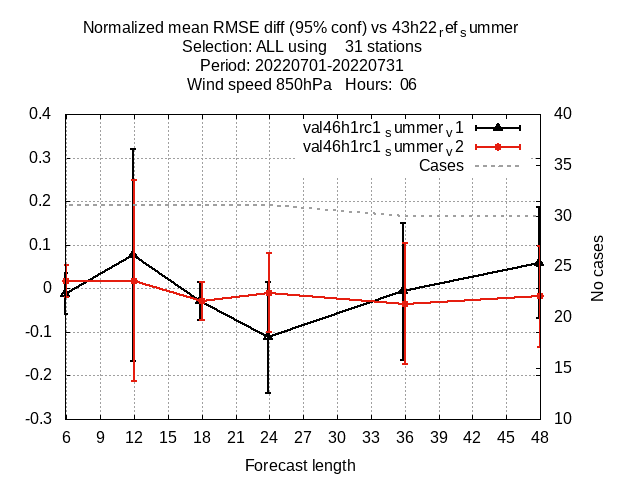 Normalized mean RMSE diff (95% conf) vs 43h22ref summer
Selection: ALL using 31 stations
Period: 20220701-20220731
Wind speed 850hPa Hours: 06
val46h1rc1summerv1
val46h1rc1summerv2
Cases
0.4
0.3
0.2
0.1
0
-0.1
-0.2
-0.3
40
35
30
25
20
15
10
No cases
6 9 12 15 18 21 24 27 30 33 36 39 42 45 48
Forecast length